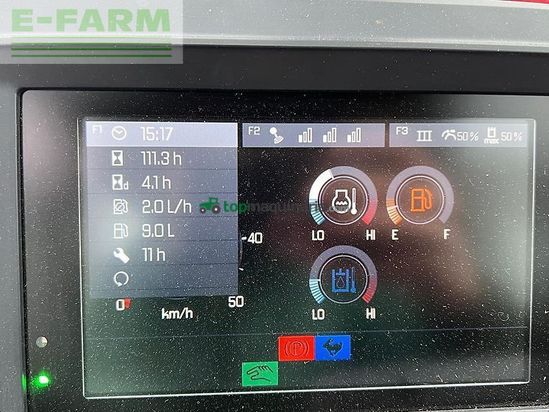 E-FARM
F1 15:17
F2
F3 III 50% max 50%
111.3 h
4.1 h
2.0 L/h
9.0 L
11 h
topmaquinaria
40
50
0
km/h
LO HI
E F
LO HI
(P)